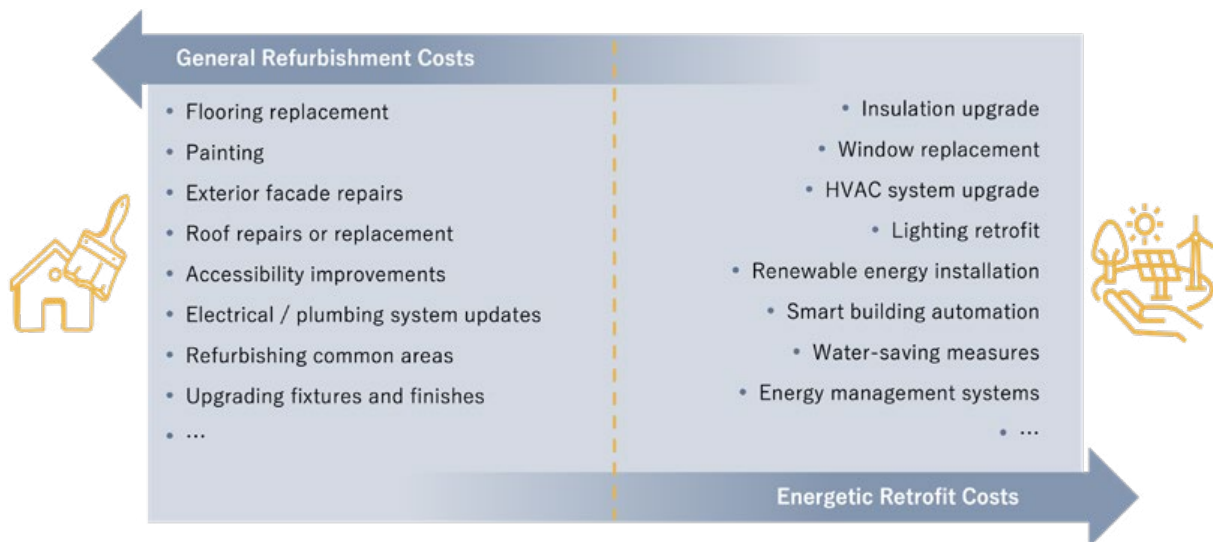 General Refurbishment Costs
• Flooring replacement
• Painting
• Exterior facade repairs
• Roof repairs or replacement
• Accessibility improvements
• Electrical / plumbing system updates
• Refurbishing common areas
• Upgrading fixtures and finishes
• ...
• Insulation upgrade
• Window replacement
• HVAC system upgrade
• Lighting retrofit
• Renewable energy installation
• Smart building automation
• Water-saving measures
• Energy management systems
• ...
Energetic Retrofit Costs